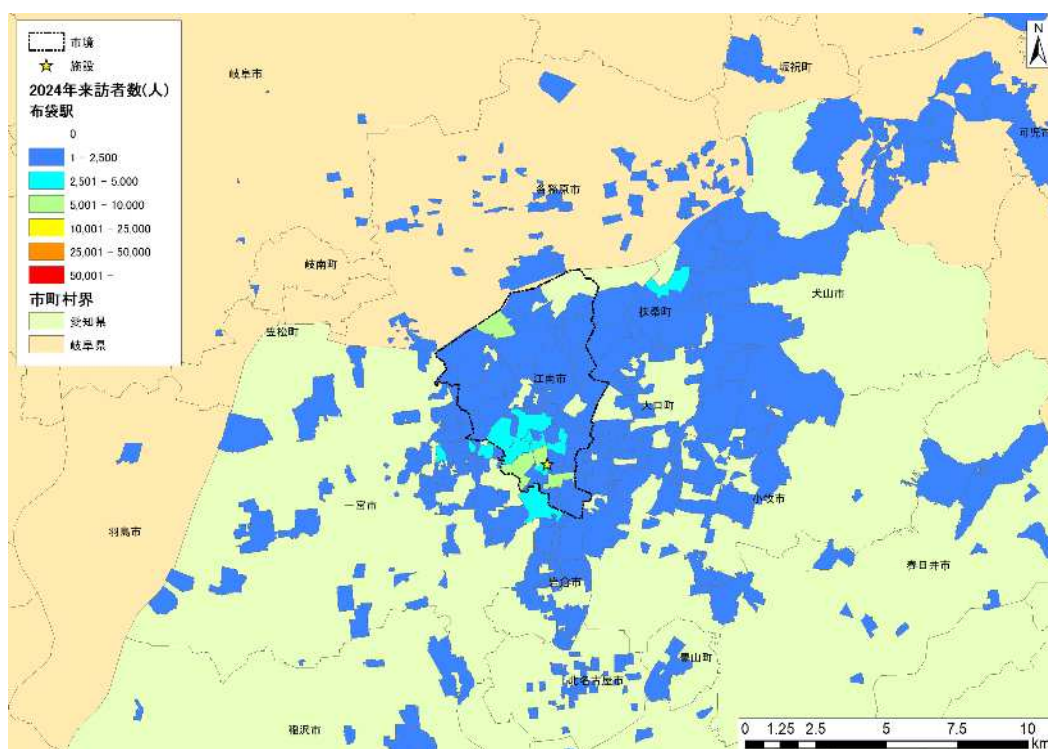 市境
施設
2024年来訪者数(人)
布袋駅
0
1 - 2,500
2,501 - 5,000
5,001 - 10,000
10,001 - 25,000
25,001 - 50,000
50,001 -
市町村界
愛知県
岐阜県
N
岐阜市
坂祝町
可児市
各務原市
岐南町
笠松町
犬山市
扶桑町
江南市
大口町
一宮市
小牧市
羽島市
春日井市
岩倉市
豊山町
北名古屋市
稲沢市
0 1.25 2.5 5 7.5 10
km